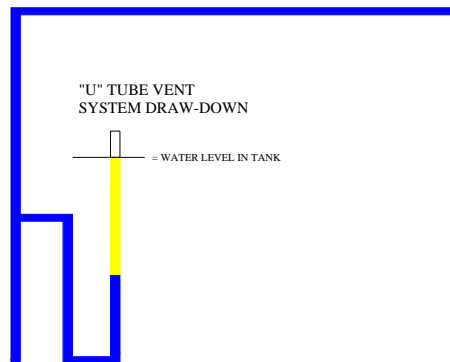 "U" TUBE VENT
SYSTEM DRAW-DOWN
= WATER LEVEL IN TANK